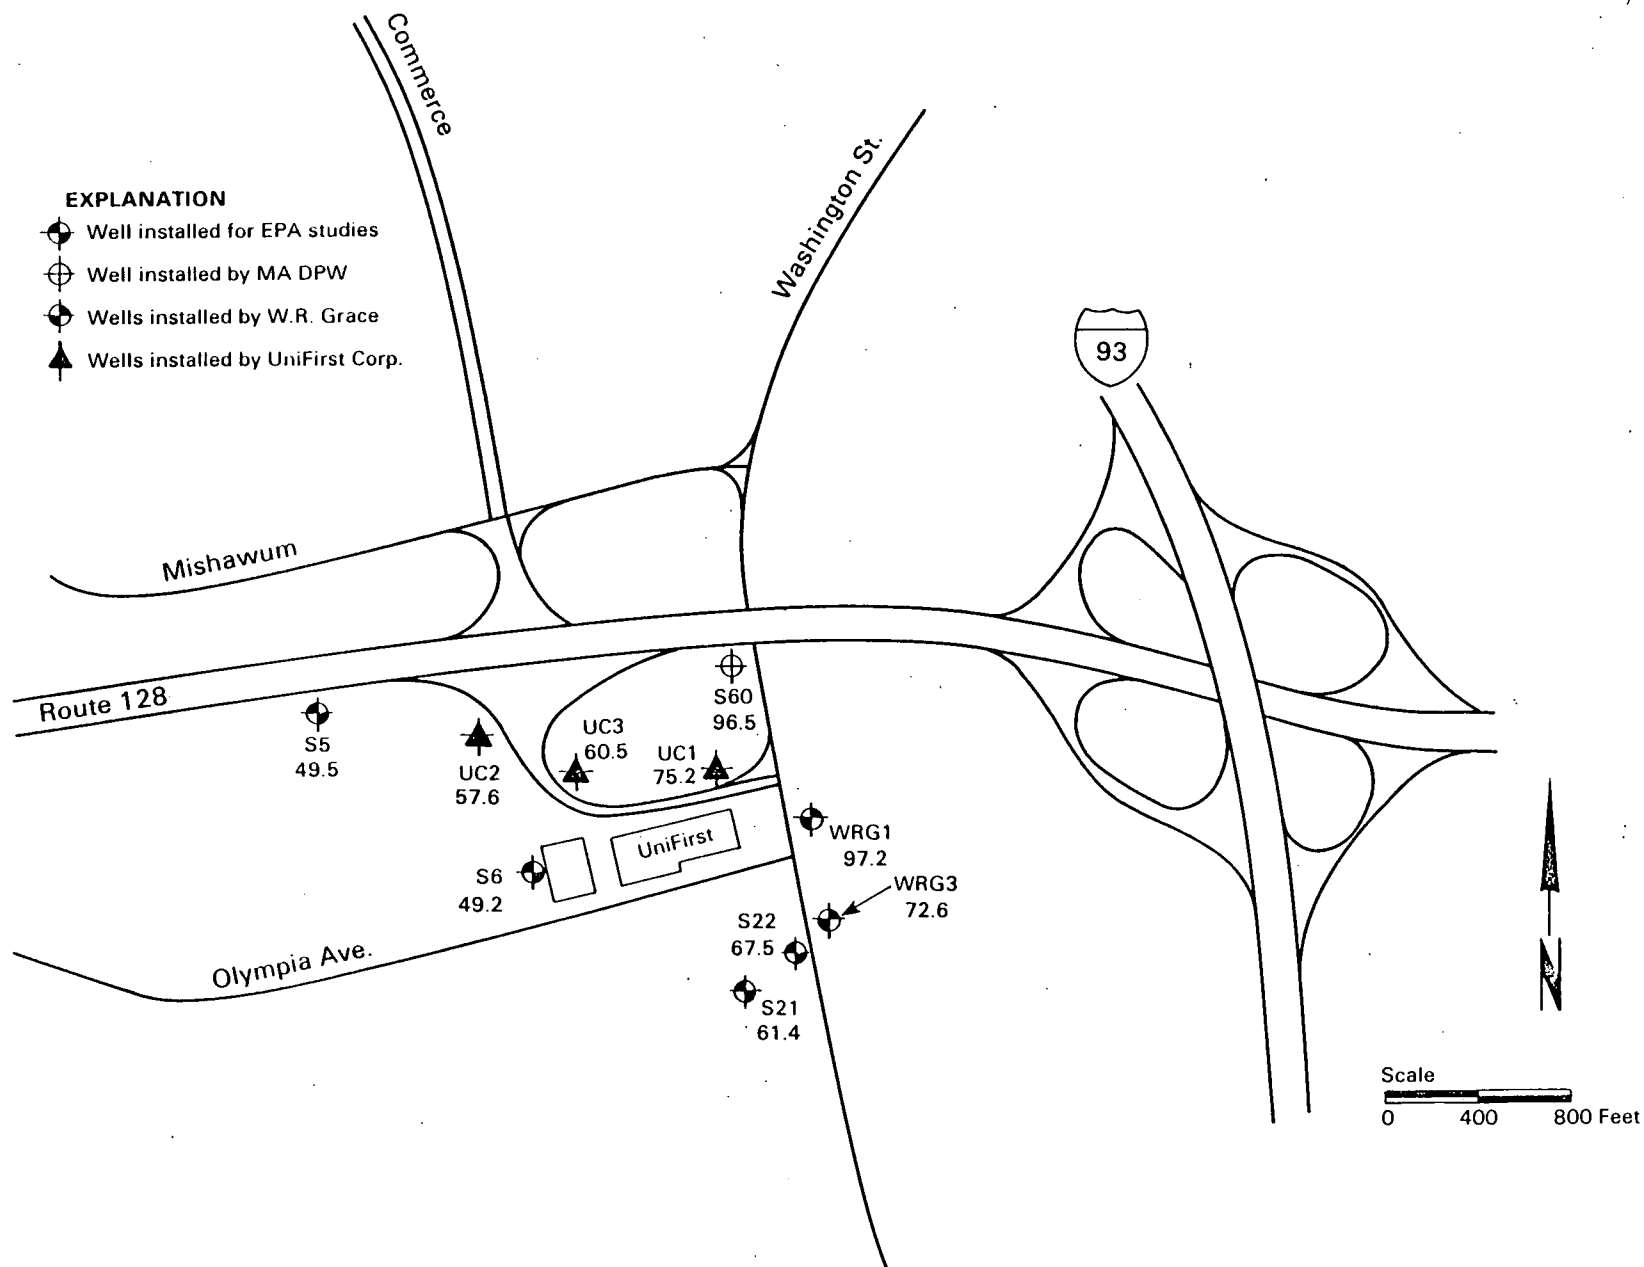 Commerce
Washington St.
EXPLANATION
Well installed for EPA studies
Well installed by MA DPW
Wells installed by W.R. Grace
Wells installed by UniFirst Corp.
93
Mishawum
Route 128
S5
49.5
UC2
57.6
UC3
60.5
UC1
75.2
S60
96.5
UniFirst
WRG1
97.2
S6
49.2
WRG3
72.6
S22
67.5
S21
61.4
Olympia Ave.
N
Scale
0 400 800 Feet